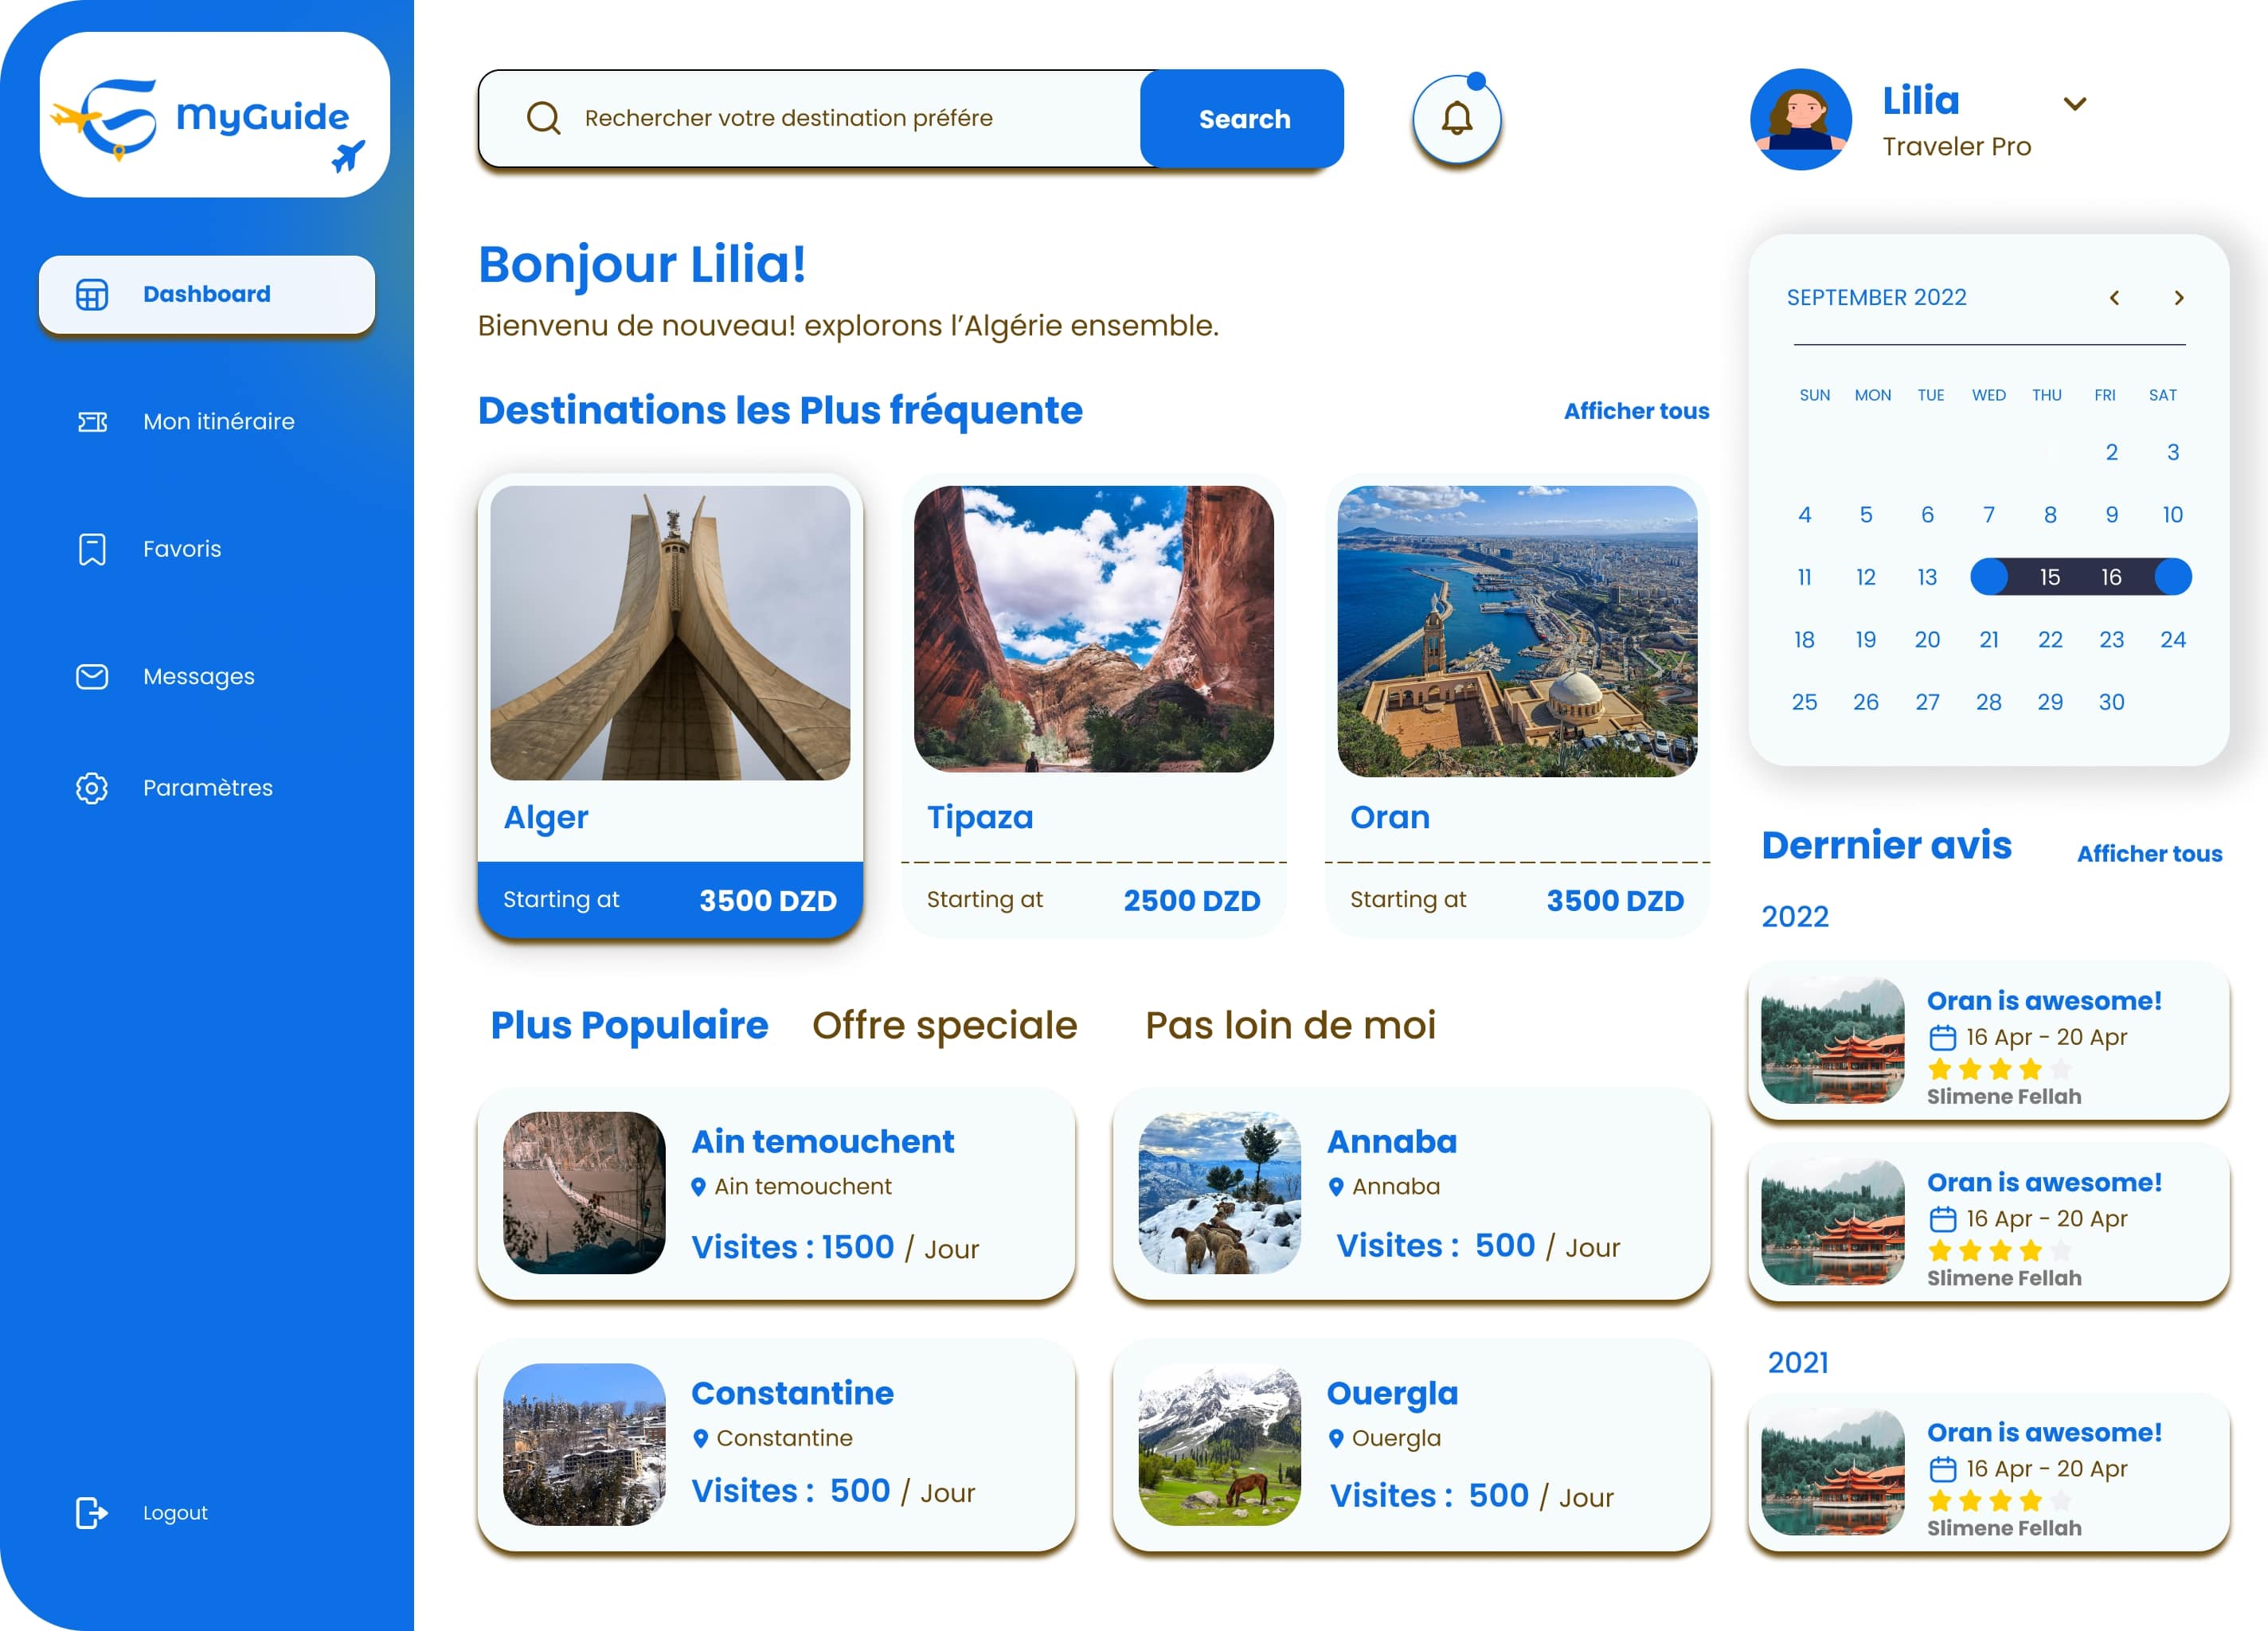 MyGuide
Dashboard
Mon itinéraire
Favoris
Messages
Paramètres
Logout
Rechercher votre destination préfére
Search
Lilia
Traveler Pro
Bonjour Lilia!
Bienvenu de nouveau! explorons l’Algérie ensemble.
Destinations les Plus fréquente
Afficher tous
Alger
Starting at 3500 DZD
Tipaza
Starting at 2500 DZD
Oran
Starting at 3500 DZD
Plus Populaire Offre speciale Pas loin de moi
Ain temouchent
Ain temouchent
Visites : 1500 / Jour
Annaba
Annaba
Visites : 500 / Jour
Constantine
Constantine
Visites : 500 / Jour
Ouergla
Ouergla
Visites : 500 / Jour
SEPTEMBER 2022
SUN MON TUE WED THU FRI SAT
2 3
4 5 6 7 8 9 10
11 12 13 15 16
18 19 20 21 22 23 24
25 26 27 28 29 30
Derrnier avis
Afficher tous
2022
Oran is awesome!
16 Apr - 20 Apr
Slimene Fellah
Oran is awesome!
16 Apr - 20 Apr
Slimene Fellah
2021
Oran is awesome!
16 Apr - 20 Apr
Slimene Fellah